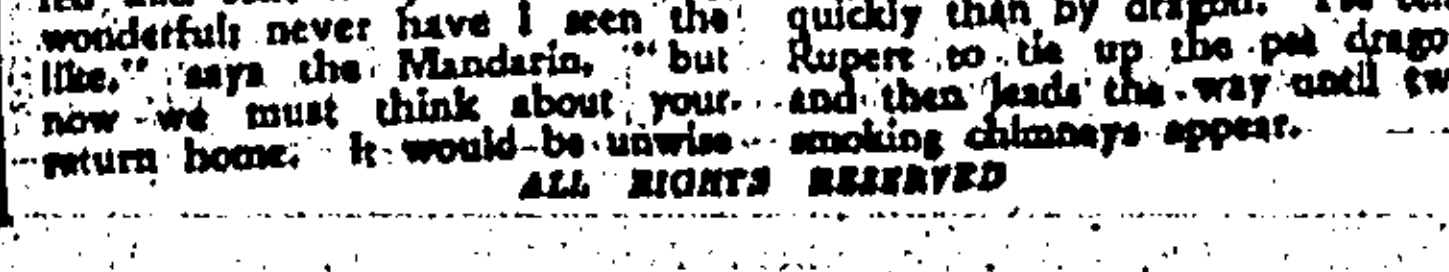 wonderful; never have I seen the
like," says the Mandarin, "but
now we must think about your
return home. It would be unwise
quickly than by dragon.
Rupert to tie up the pet drago
and then leads the way until tw
smoking chimneys appear.
ALL RIGHTS RESERVED